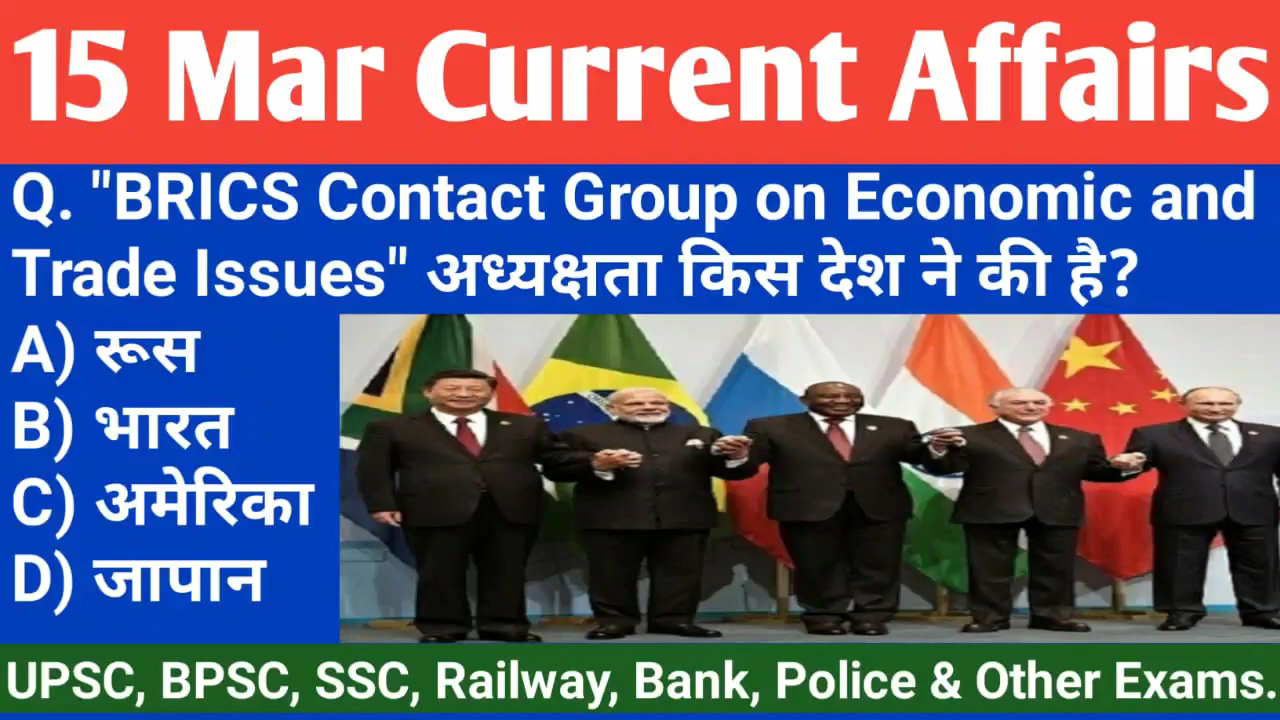 15 Mar Current Affairs
Q. "BRICS Contact Group on Economic and
Trade Issues" अध्यक्षता किस देश ने की है?
A) रूस
B) भारत
C) अमेरिका
D) जापान
UPSC, BPSC, SSC, Railway, Bank, Police & Other Exams.